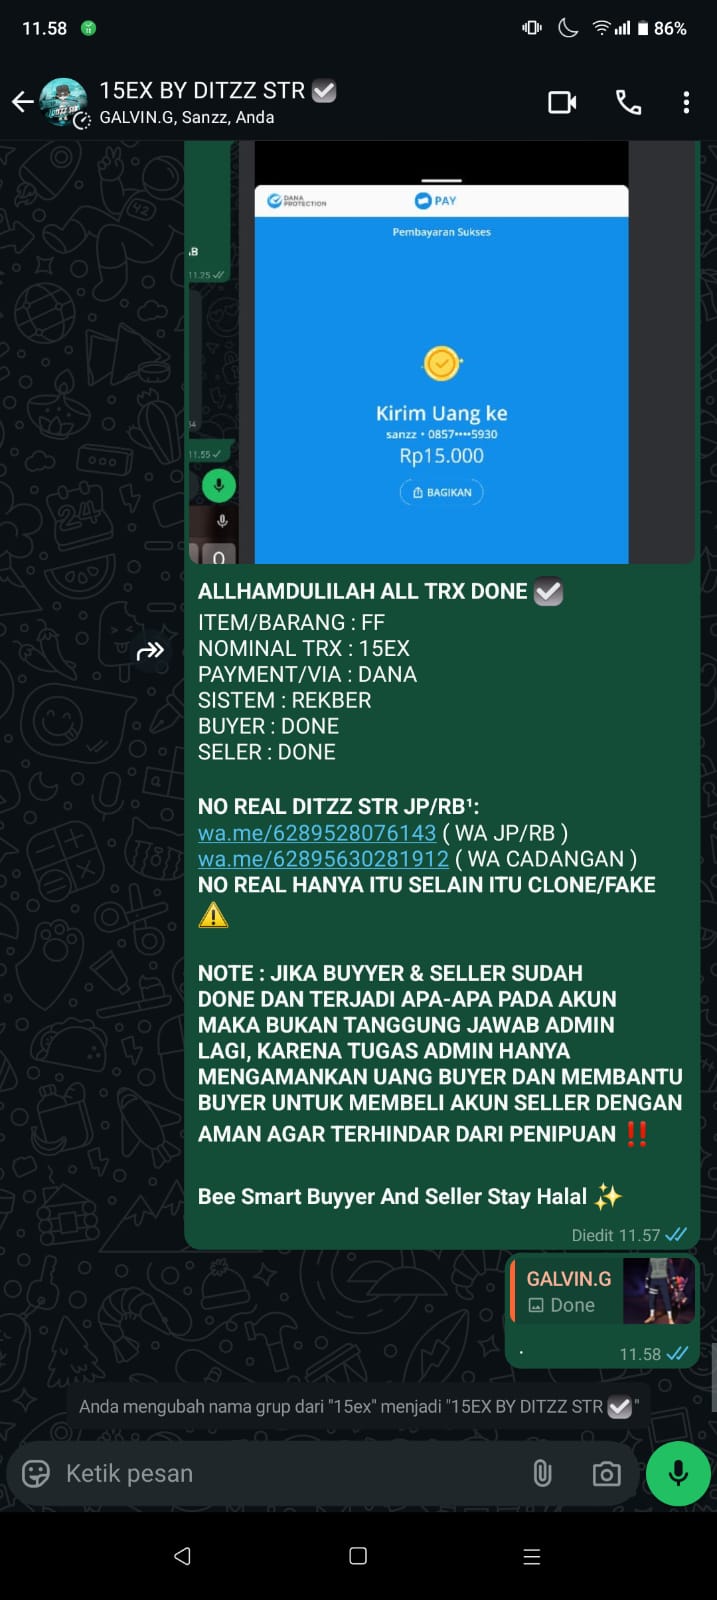 11.58
86%
15EX BY DITZZ STR ☑
GALVIN.G, Sanzz, Anda
AB
11.25
DANA PROTECTION
PAY
Pembayaran Sukses
Kirim Uang ke
sanzz • 0857••••5930
Rp15.000
BAGIKAN
11.55
ALLHAMDULILAH ALL TRX DONE ☑
ITEM/BARANG : FF
NOMINAL TRX : 15EX
PAYMENT/VIA : DANA
SISTEM : REKBER
BUYER : DONE
SELER : DONE
NO REAL DITZZ STR JP/RB¹:
wa.me/6289528076143 ( WA JP/RB )
wa.me/62895630281912 ( WA CADANGAN )
NO REAL HANYA ITU SELAIN ITU CLONE/FAKE
⚠️
NOTE : JIKA BUYYER & SELLER SUDAH
DONE DAN TERJADI APA-APA PADA AKUN
MAKA BUKAN TANGGUNG JAWAB ADMIN
LAGI, KARENA TUGAS ADMIN HANYA
MENGAMANKAN UANG BUYER DAN MEMBANTU
BUYER UNTUK MEMBELI AKUN SELLER DENGAN
AMAN AGAR TERHINDAR DARI PENIPUAN ‼️
Bee Smart Buyyer And Seller Stay Halal ✨
Diedit 11.57
GALVIN.G
Done
.
11.58
Anda mengubah nama grup dari "15ex" menjadi "15EX BY DITZZ STR ☑"
Ketik pesan